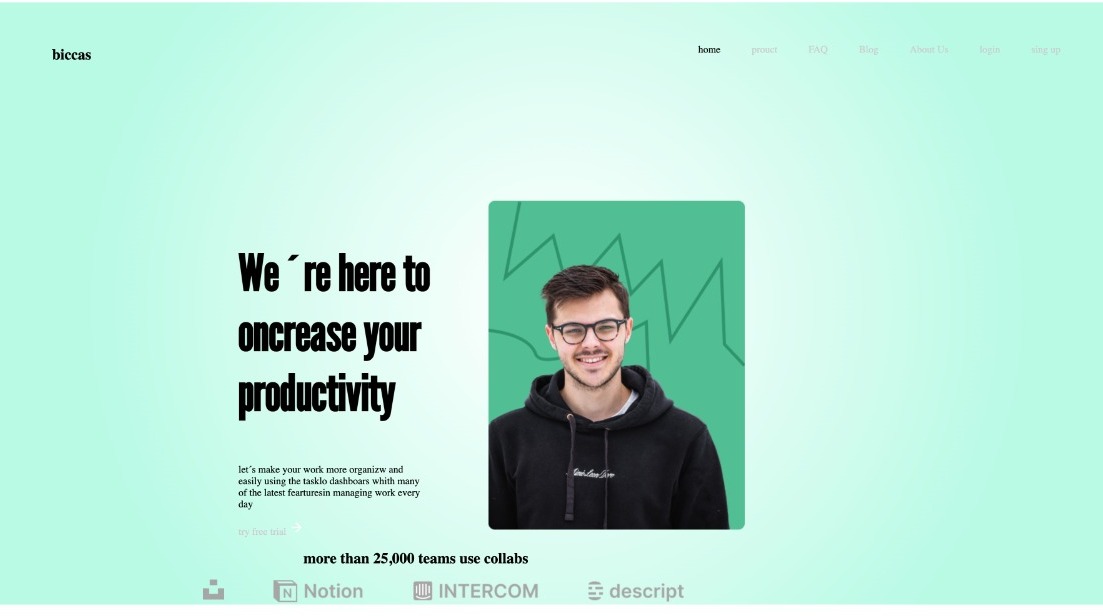 biccas
home prouct FAQ Blog About Us login sing up
We ´ re here to
oncrease your
productivity
let´s make your work more organizw and
easily using the tasklo dashboars whith many
of the latest fearturesin managing work every
day
try free trial →
more than 25,000 teams use collabs
Notion INTERCOM descript